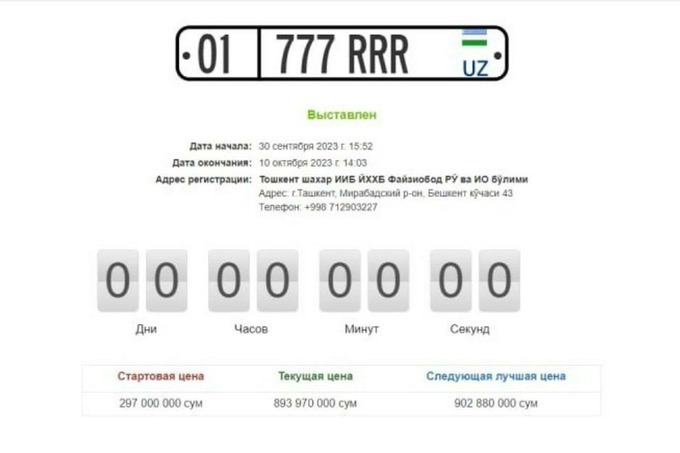 01 777 RRR UZ
Выставлен
Дата начала: 30 сентября 2023 г. 15:52
Дата окончания: 10 октября 2023 г. 14:03
Адрес регистрации: Тошкент шахар ИИБ ЙХХБ Файзиобод РЎ ва ИО бўлими
Адрес: г.Ташкент, Мирабадский р-он, Бешкент кўчаси 43
Телефон: +998 712903227
00 00 00 00
Дни Часов Минут Секунд
Стартовая цена Текущая цена Следующая лучшая цена
297 000 000 сум 893 970 000 сум 902 880 000 сум